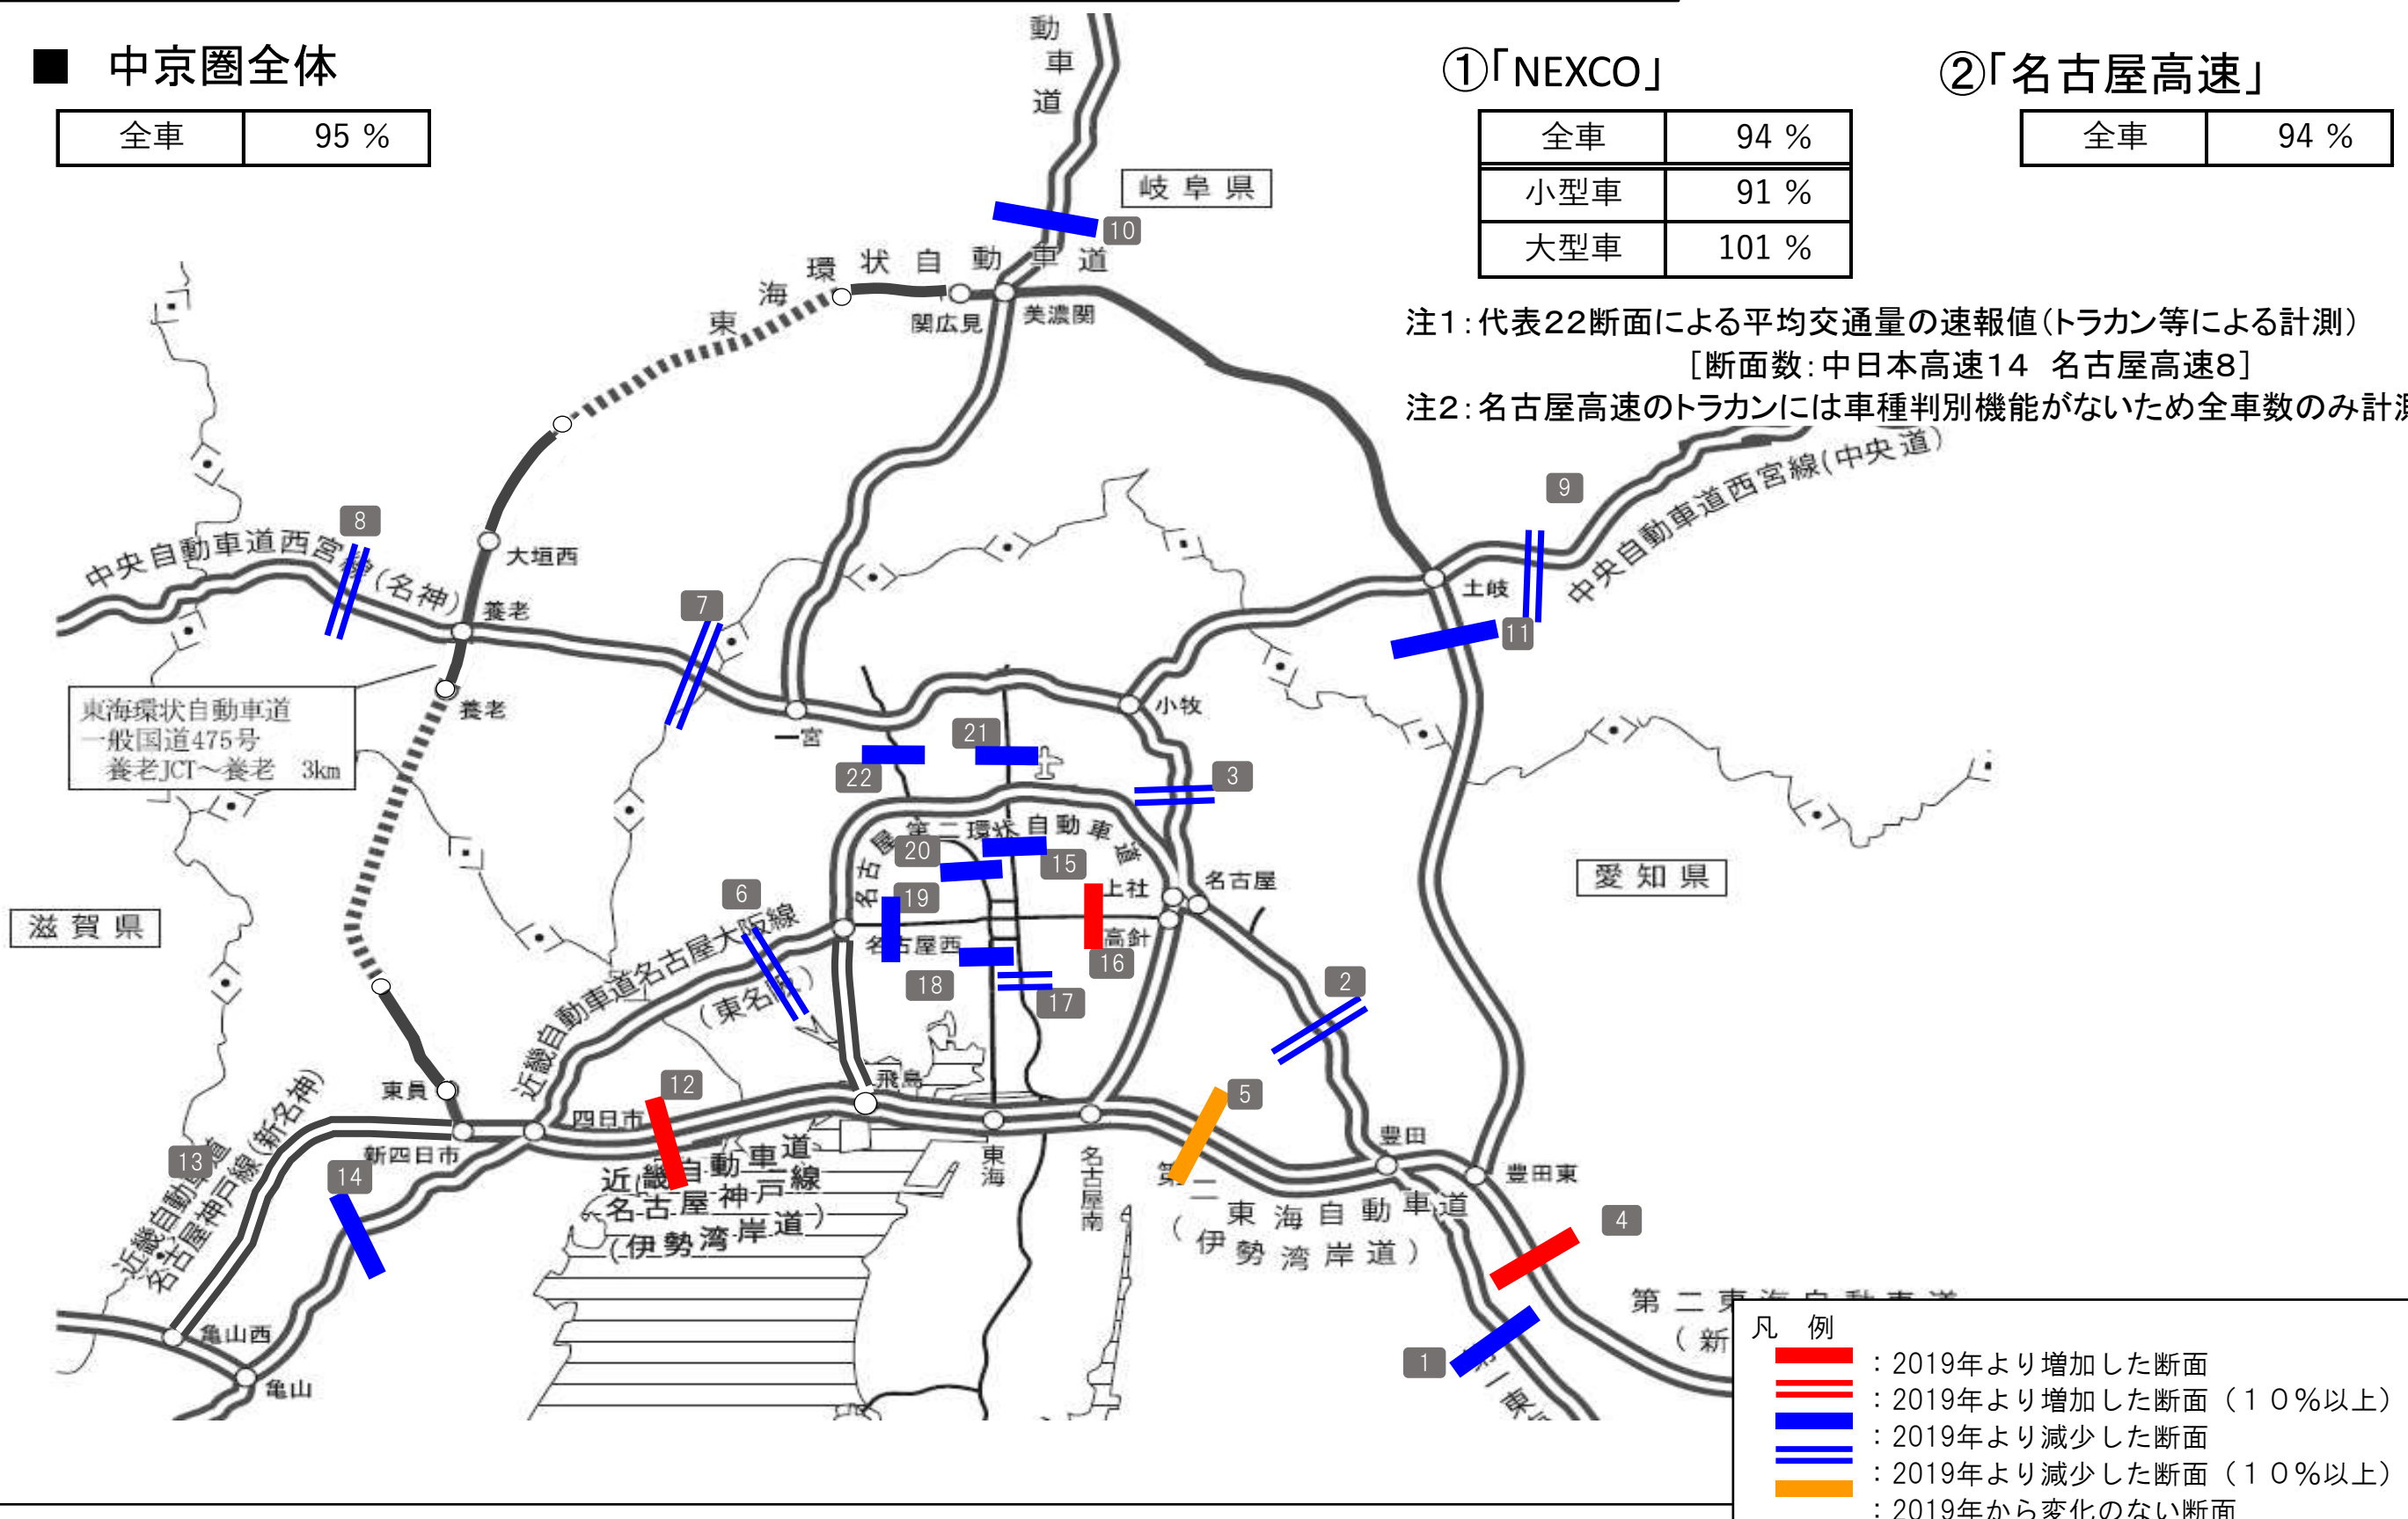 ■ 中京圏全体
全車 95 %
①「NEXCO」
全車 94 %
小型車 91 %
大型車 101 %
②「名古屋高速」
全車 94 %
注1：代表22断面による平均交通量の速報値（トラカン等による計測）
［断面数：中日本高速14 名古屋高速8］
注2：名古屋高速のトラカンには車種判別機能がないため全車数のみ計測
動車道
岐阜県
10
東海環状自動車道
関広見
美濃関
9
中央自動車道西宮線(中央道)
8
中央自動車道西宮線(名神)
大垣西
養老
7
土岐
11
東海環状自動車道
一般国道475号
養老JCT～養老 3km
養老
一宮
小牧
21
22
3
名古屋第二環状自動車道
20
15
上社
名古屋
愛知県
19
6
滋賀県
名古屋西
高針
16
近畿自動車道名古屋大阪線
(東名阪)
18
17
2
飛島
12
5
東員
四日市
新四日市
東海
名古屋南
豊田
豊田東
13
14
近畿自動車道
名古屋神戸線(新名神)
近畿自動車道
名古屋神戸線
(伊勢湾岸道)
第二東海自動車道
(伊勢湾岸道)
4
亀山西
亀山
1
第一東
第二東海自動車道
(新
凡 例
：2019年より増加した断面
：2019年より増加した断面（１０％以上）
：2019年より減少した断面
：2019年より減少した断面（１０％以上）
：2019年から変化のない断面